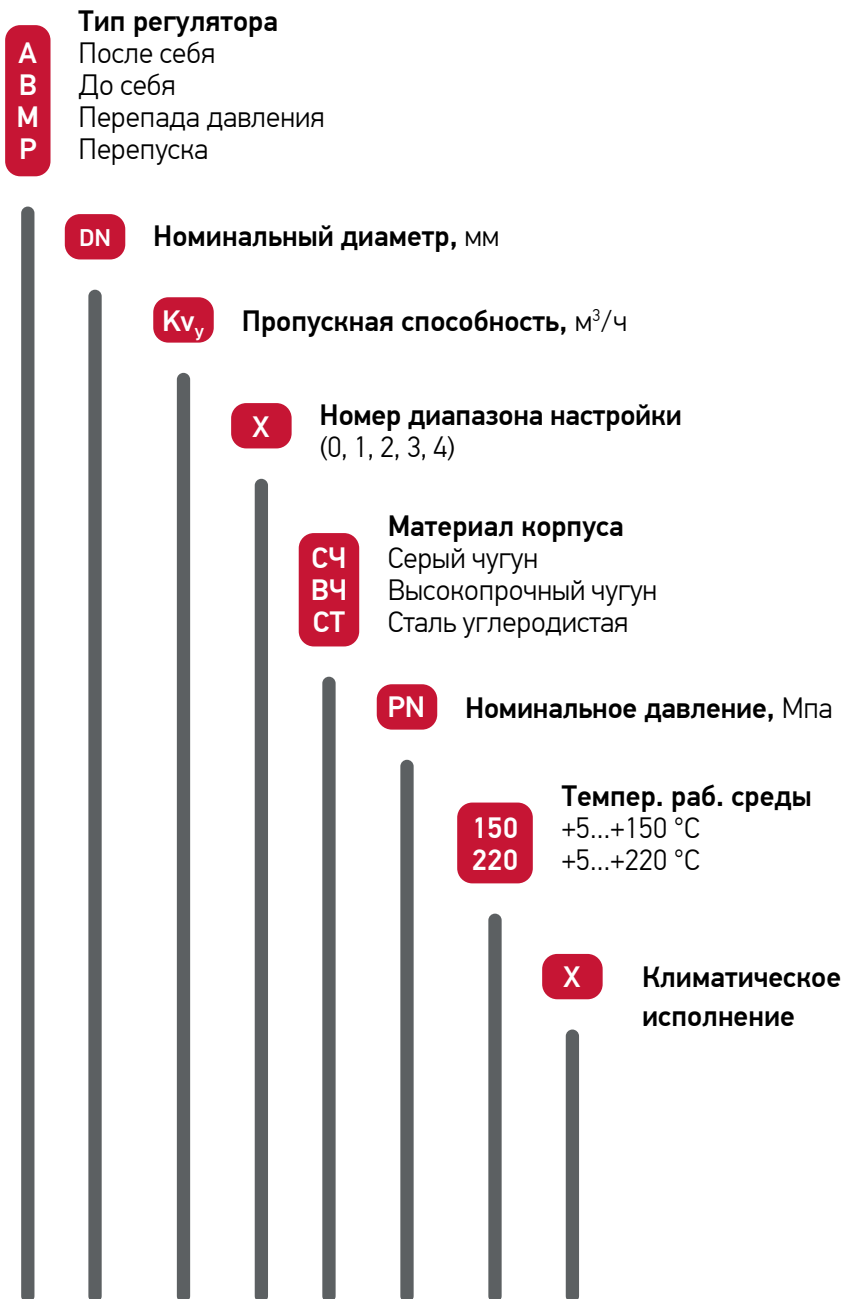 Тип регулятора
А После себя
В До себя
М Перепада давления
Р Перепуска
DN Номинальный диаметр, мм
Kvy Пропускная способность, м³/ч
X Номер диапазона настройки
(0, 1, 2, 3, 4)
Материал корпуса
СЧ Серый чугун
ВЧ Высокопрочный чугун
СТ Сталь углеродистая
PN Номинальное давление, Мпа
Темпер. раб. среды
150 +5...+150 °С
220 +5...+220 °С
X Климатическое
исполнение